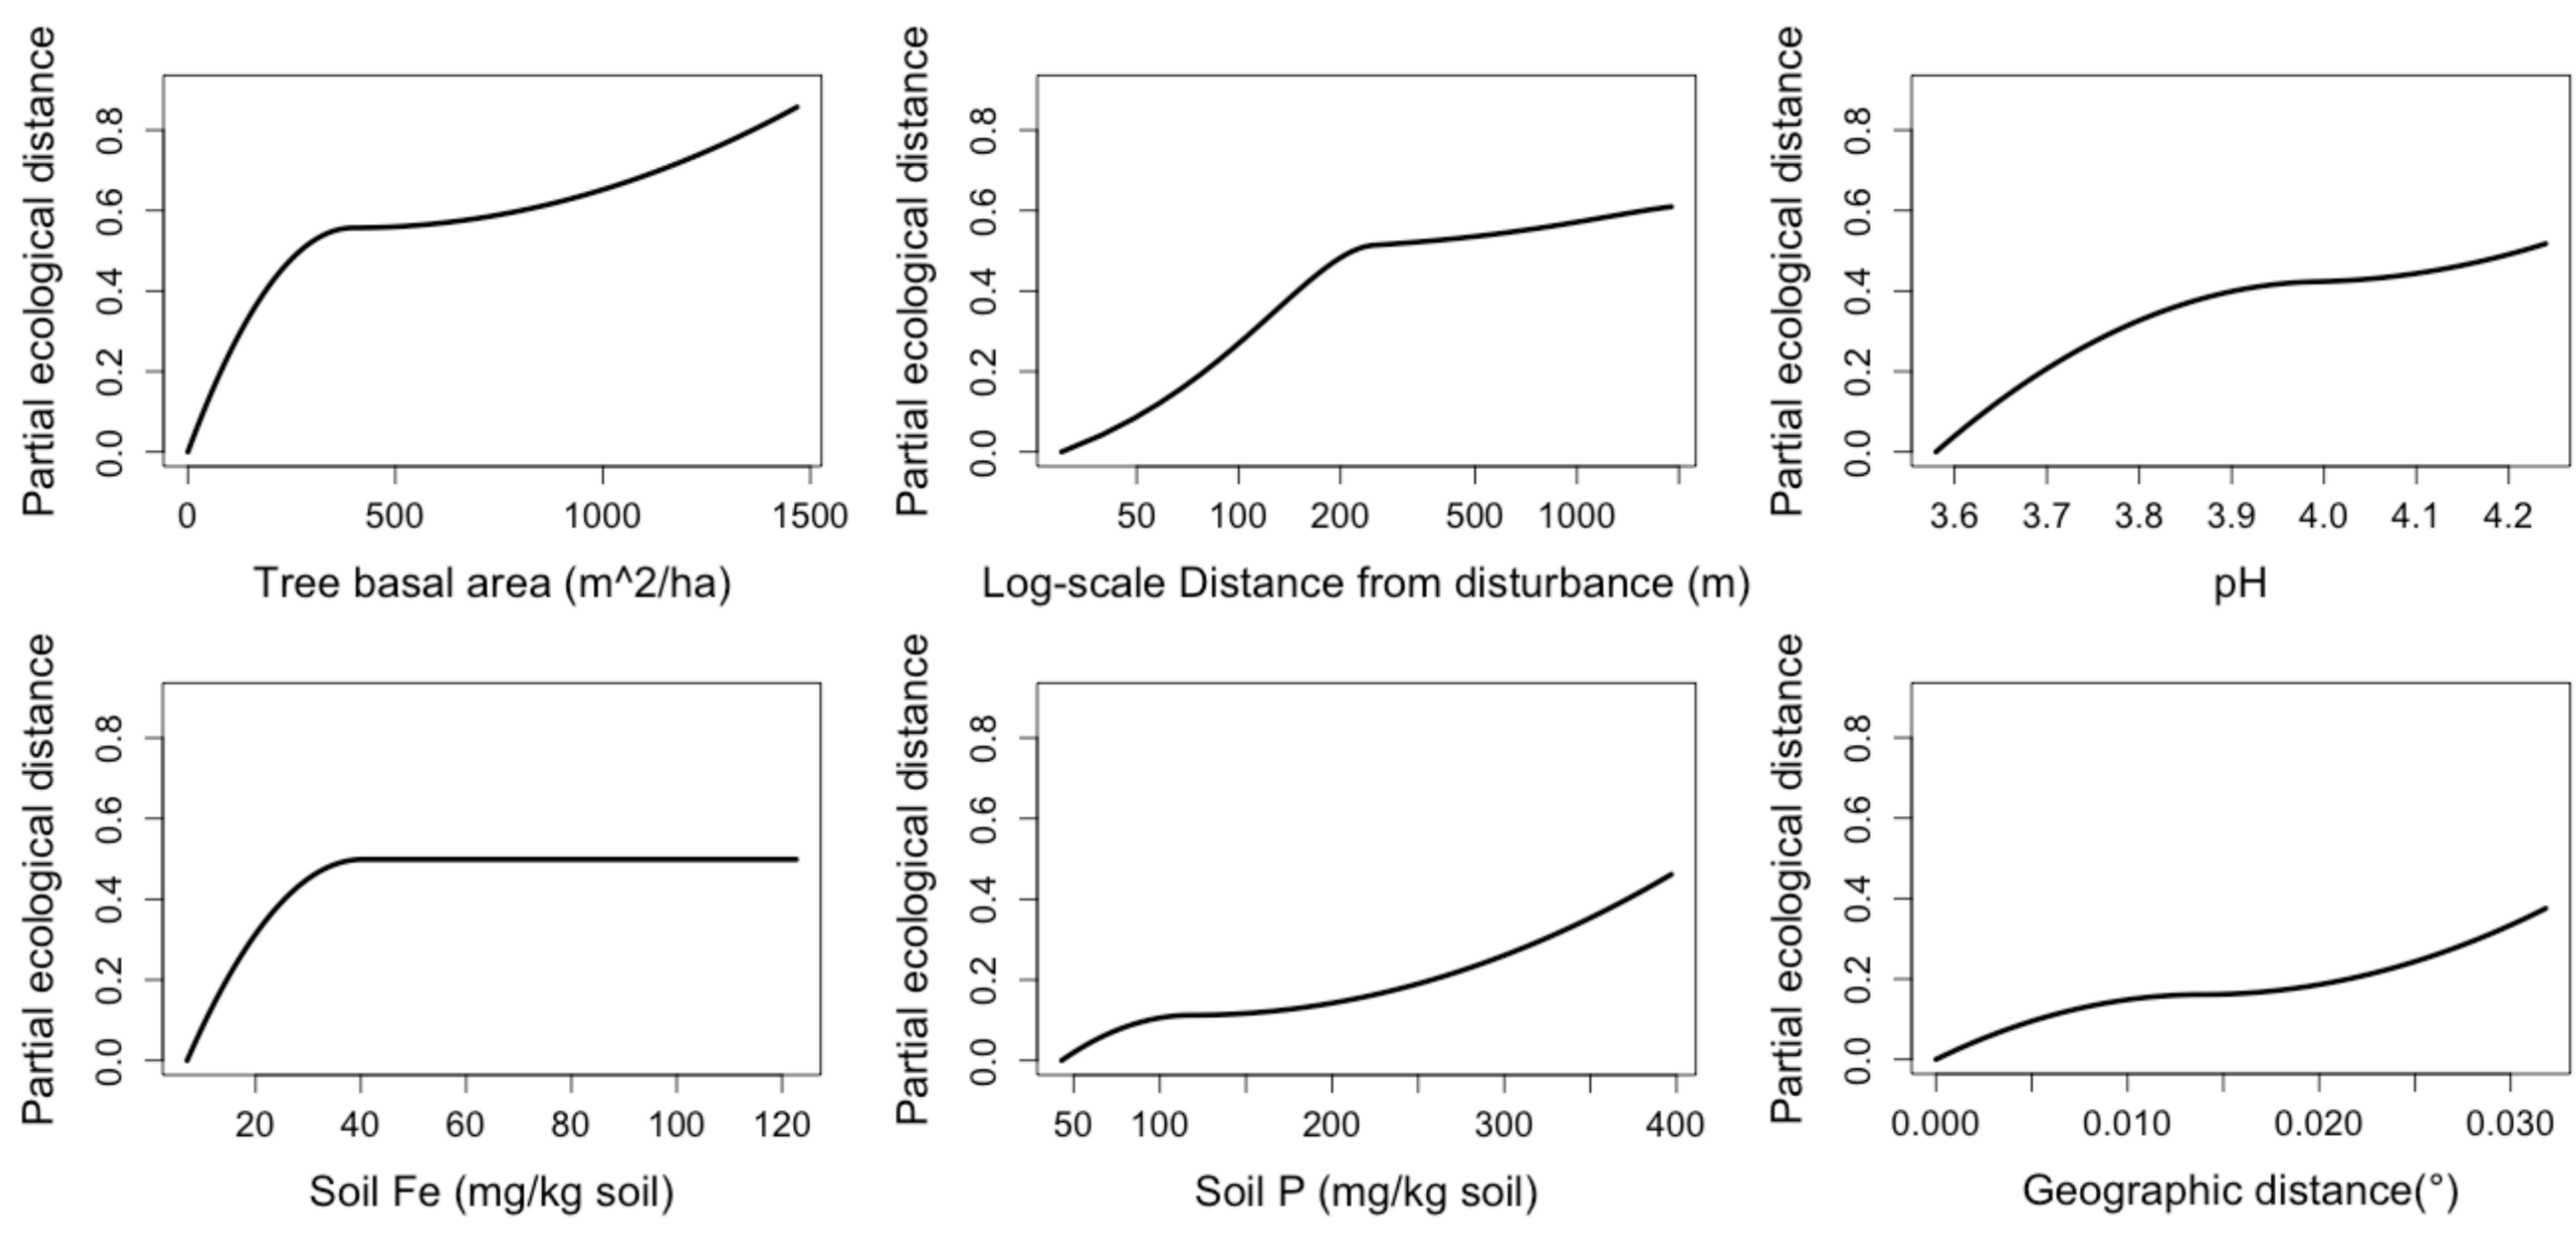 Partial ecological distance
0.0 0.2 0.4 0.6 0.8
0 500 1000 1500
Tree basal area (m^2/ha)
Partial ecological distance
0.0 0.2 0.4 0.6 0.8
50 100 200 500 1000
Log-scale Distance from disturbance (m)
Partial ecological distance
0.0 0.2 0.4 0.6 0.8
3.6 3.7 3.8 3.9 4.0 4.1 4.2
pH
Partial ecological distance
0.0 0.2 0.4 0.6 0.8
20 40 60 80 100 120
Soil Fe (mg/kg soil)
Partial ecological distance
0.0 0.2 0.4 0.6 0.8
50 100 200 300 400
Soil P (mg/kg soil)
Partial ecological distance
0.0 0.2 0.4 0.6 0.8
0.000 0.010 0.020 0.030
Geographic distance(°)